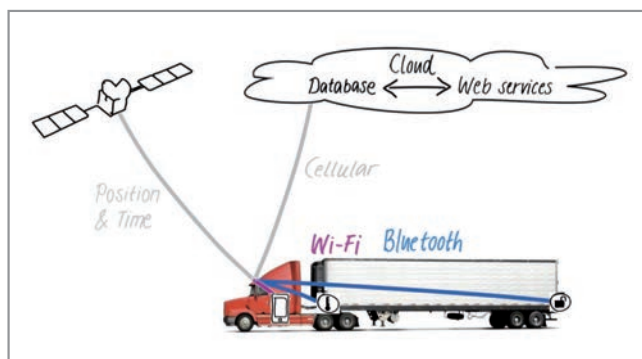 Cloud
Database
Web services
Position
& Time
Cellular
Wi-Fi
Bluetooth